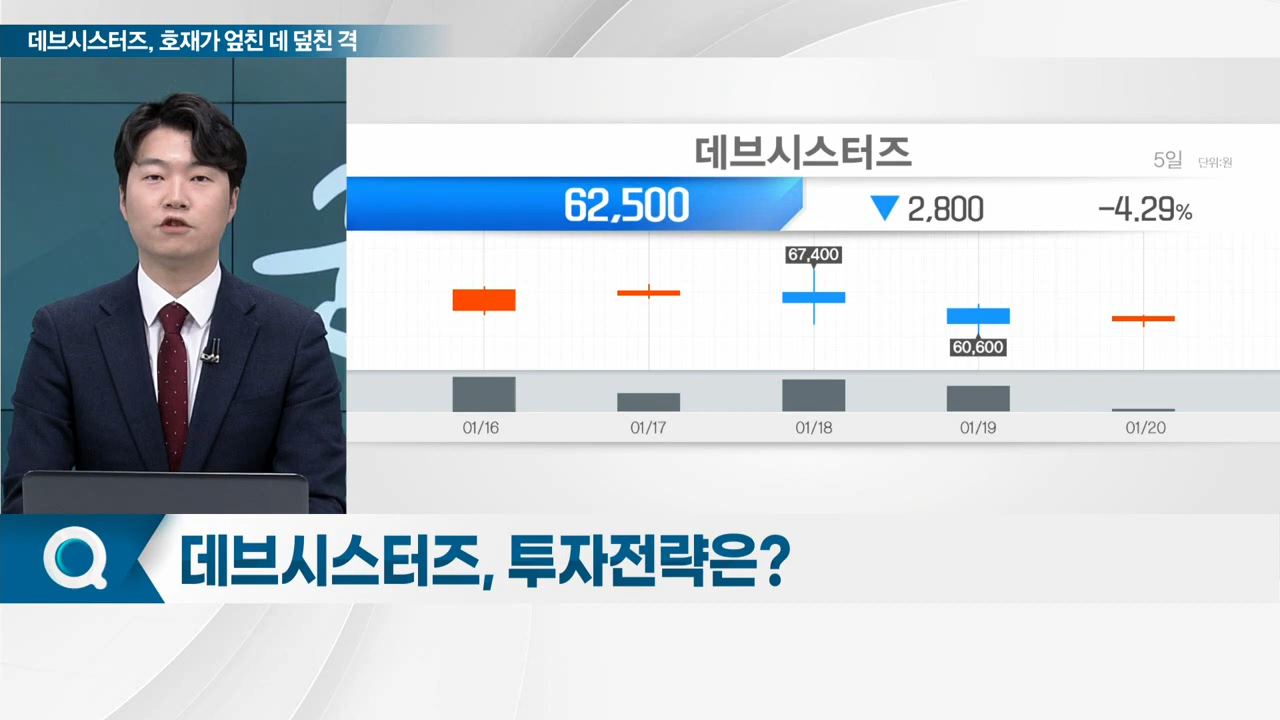 데브시스터즈, 호재가 엎친 데 덮친 격
데브시스터즈
5일 단위:원
62,500 ▼ 2,800 -4.29%
67,400
60,600
01/16 01/17 01/18 01/19 01/20
데브시스터즈, 투자전략은?